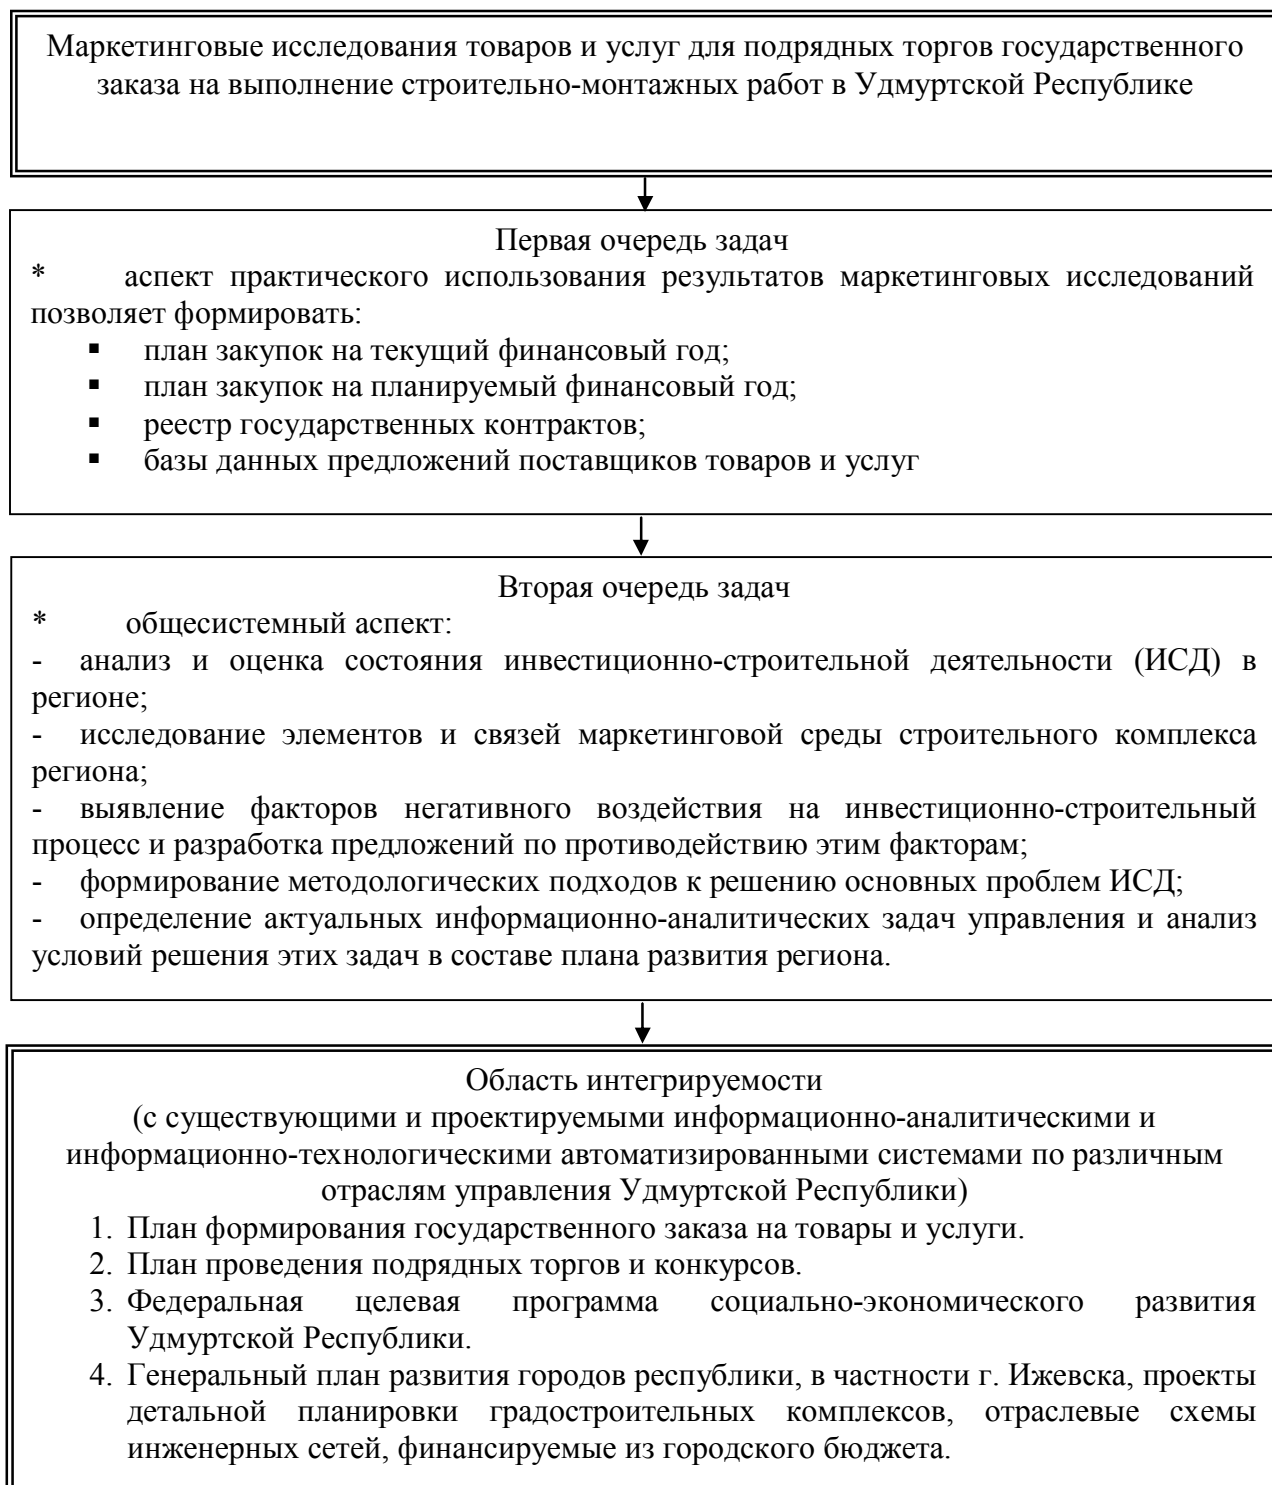 Маркетинговые исследования товаров и услуг для подрядных торгов государственного
заказа на выполнение строительно-монтажных работ в Удмуртской Республике
Первая очередь задач
* аспект практического использования результатов маркетинговых исследований
позволяет формировать:
▪ план закупок на текущий финансовый год;
▪ план закупок на планируемый финансовый год;
▪ реестр государственных контрактов;
▪ базы данных предложений поставщиков товаров и услуг
Вторая очередь задач
* общесистемный аспект:
- анализ и оценка состояния инвестиционно-строительной деятельности (ИСД) в
регионе;
- исследование элементов и связей маркетинговой среды строительного комплекса
региона;
- выявление факторов негативного воздействия на инвестиционно-строительный
процесс и разработка предложений по противодействию этим факторам;
- формирование методологических подходов к решению основных проблем ИСД;
- определение актуальных информационно-аналитических задач управления и анализ
условий решения этих задач в составе плана развития региона.
Область интегрируемости
(с существующими и проектируемыми информационно-аналитическими и
информационно-технологическими автоматизированными системами по различным
отраслям управления Удмуртской Республики)
1. План формирования государственного заказа на товары и услуги.
2. План проведения подрядных торгов и конкурсов.
3. Федеральная целевая программа социально-экономического развития
Удмуртской Республики.
4. Генеральный план развития городов республики, в частности г. Ижевска, проекты
детальной планировки градостроительных комплексов, отраслевые схемы
инженерных сетей, финансируемые из городского бюджета.